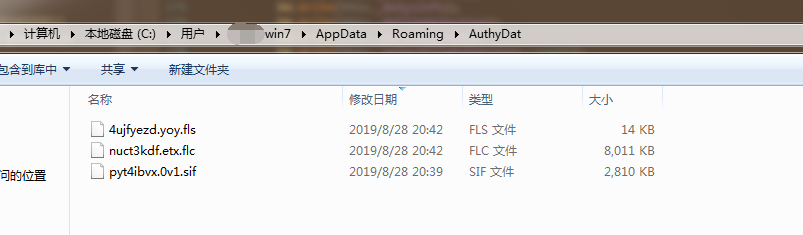 计算机 本地磁盘 (C:) 用户 win7 AppData Roaming AuthyDat
包含到库中 共享 新建文件夹
名称 修改日期 类型 大小
4ujfyezd.yoy.fls 2019/8/28 20:42 FLS 文件 14 KB
nuct3kdf.etx.flc 2019/8/28 20:42 FLC 文件 8,011 KB
pyt4ibvx.0v1.sif 2019/8/28 20:39 SIF 文件 2,810 KB
问的位置